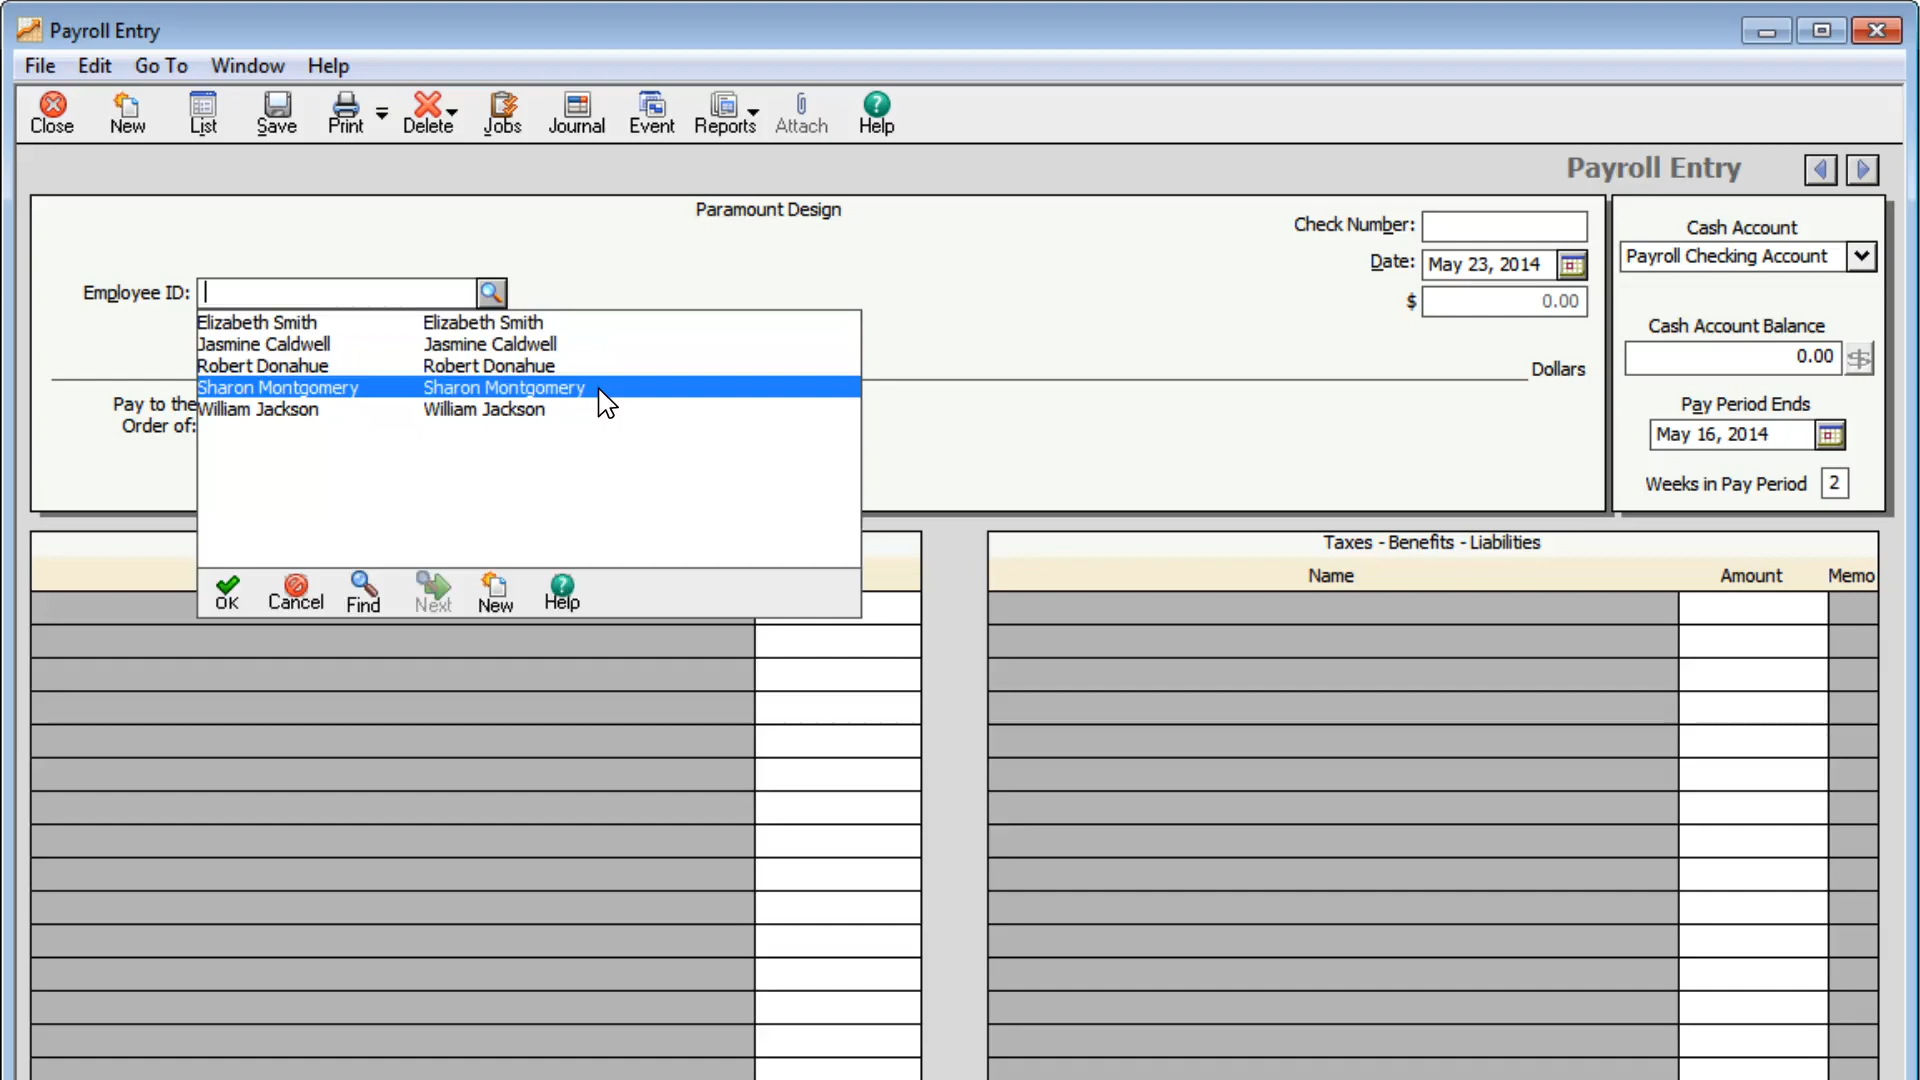 Payroll Entry
File Edit Go To Window Help
Close New List Save Print Delete Jobs Journal Event Reports Attach Help
Payroll Entry
Paramount Design
Check Number:
Date: May 23, 2014
$ 0.00
Employee ID:
Elizabeth Smith Elizabeth Smith
Jasmine Caldwell Jasmine Caldwell
Robert Donahue Robert Donahue
Sharon Montgomery Sharon Montgomery
William Jackson William Jackson
Dollars
Pay to the
Order of:
OK Cancel Find Next New Help
Cash Account
Payroll Checking Account
Cash Account Balance
0.00
Pay Period Ends
May 16, 2014
Weeks in Pay Period 2
Taxes - Benefits - Liabilities
Name Amount Memo